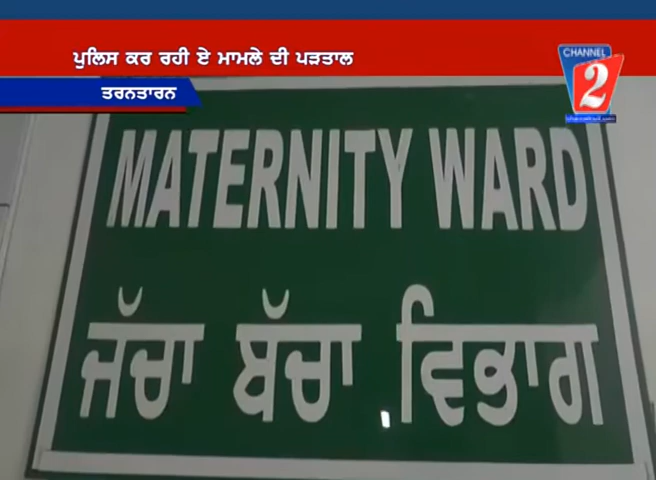 ਪੁਲਿਸ ਕਰ ਰਹੀ ਏ ਮਾਮਲੇ ਦੀ ਪੜਤਾਲ
CHANNEL
2
ਤਰਨਤਾਰਨ
MATERNITY WARD
ਜੱਚਾ ਬੱਚਾ ਵਿਭਾਗ